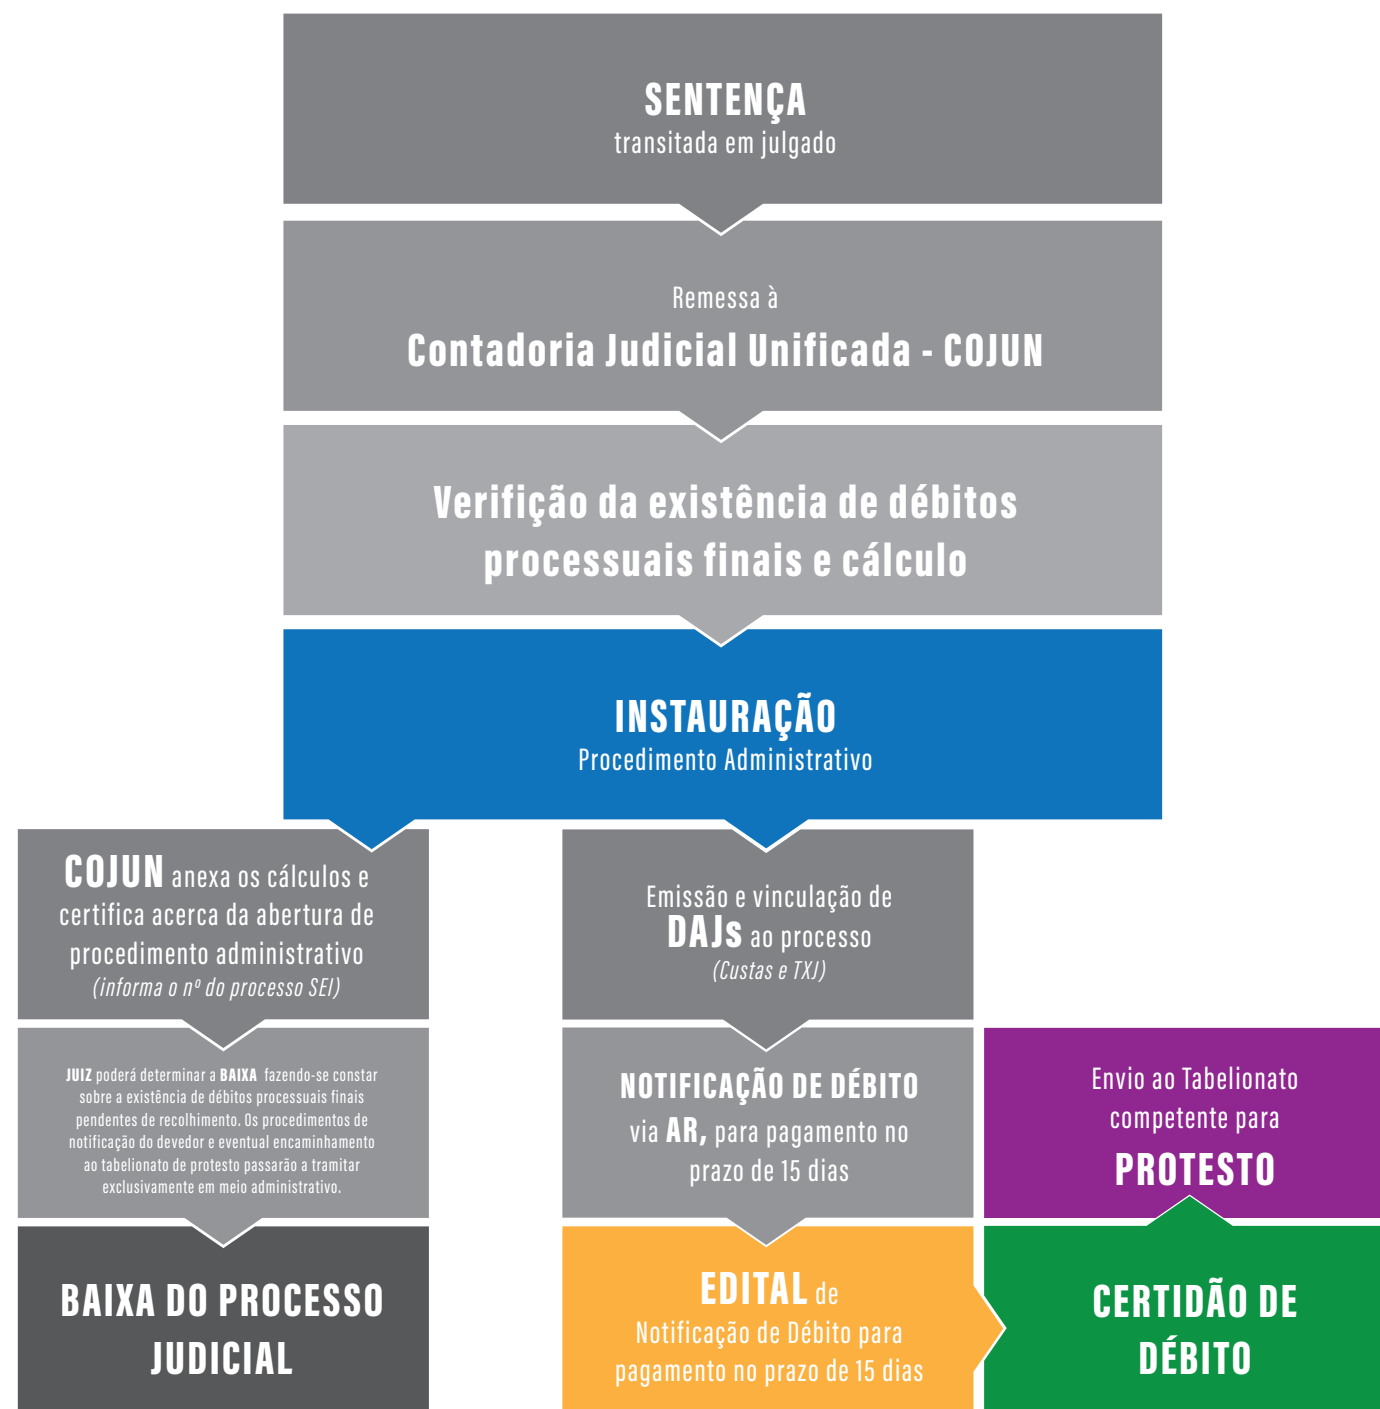 SENTENÇA
transitada em julgado
Remessa à
Contadoria Judicial Unificada - COJUN
Verifição da existência de débitos
processuais finais e cálculo
INSTAURAÇÃO
Procedimento Administrativo
COJUN anexa os cálculos e
certifica acerca da abertura de
procedimento administrativo
(informa o nº do processo SEI)
JUIZ poderá determinar a BAIXA fazendo-se constar
sobre a existência de débitos processuais finais
pendentes de recolhimento. Os procedimentos de
notificação do devedor e eventual encaminhamento
ao tabelionato de protesto passarão a tramitar
exclusivamente em meio administrativo.
BAIXA DO PROCESSO
JUDICIAL
Emissão e vinculação de
DAJs ao processo
(Custas e TXJ)
NOTIFICAÇÃO DE DÉBITO
via AR, para pagamento no
prazo de 15 dias
EDITAL de
Notificação de Débito para
pagamento no prazo de 15 dias
CERTIDÃO DE
DÉBITO
Envio ao Tabelionato
competente para
PROTESTO